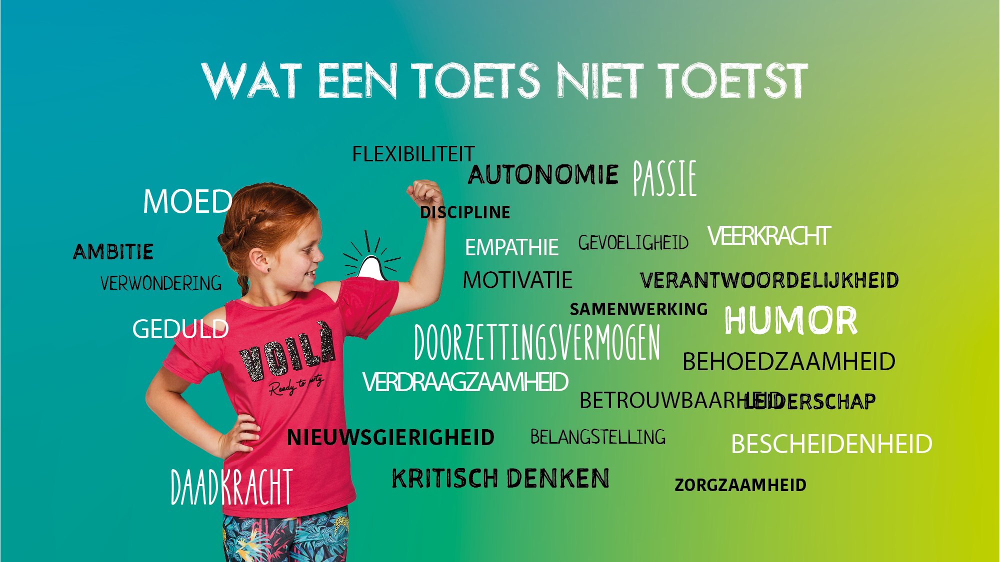 WAT EEN TOETS NIET TOETST
FLEXIBILITEIT
AUTONOMIE
PASSIE
MOED
DISCIPLINE
EMPATHIE
GEVOELIGHEID
VEERKRACHT
AMBITIE
VERWONDERING
MOTIVATIE
VERANTWOORDELIJKHEID
SAMENWERKING
HUMOR
GEDULD
DOORZETTINGSVERMOGEN
VOILÀ
Ready to party
BEHOEDZAAMHEID
VERDRAAGZAAMHEID
BETROUWBAARHEID
LEIDERSCHAP
NIEUWSGIERIGHEID
BELANGSTELLING
BESCHEIDENHEID
DAADKRACHT
KRITISCH DENKEN
ZORGZAAMHEID